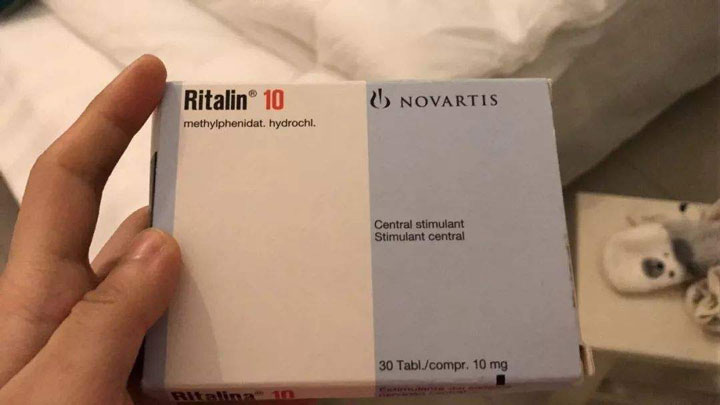 Ritalin® 10
methylphenidat. hydrochl.
NOVARTIS
Central stimulant
Stimulant central
30 Tabl./compr. 10 mg
Ritalina® 10